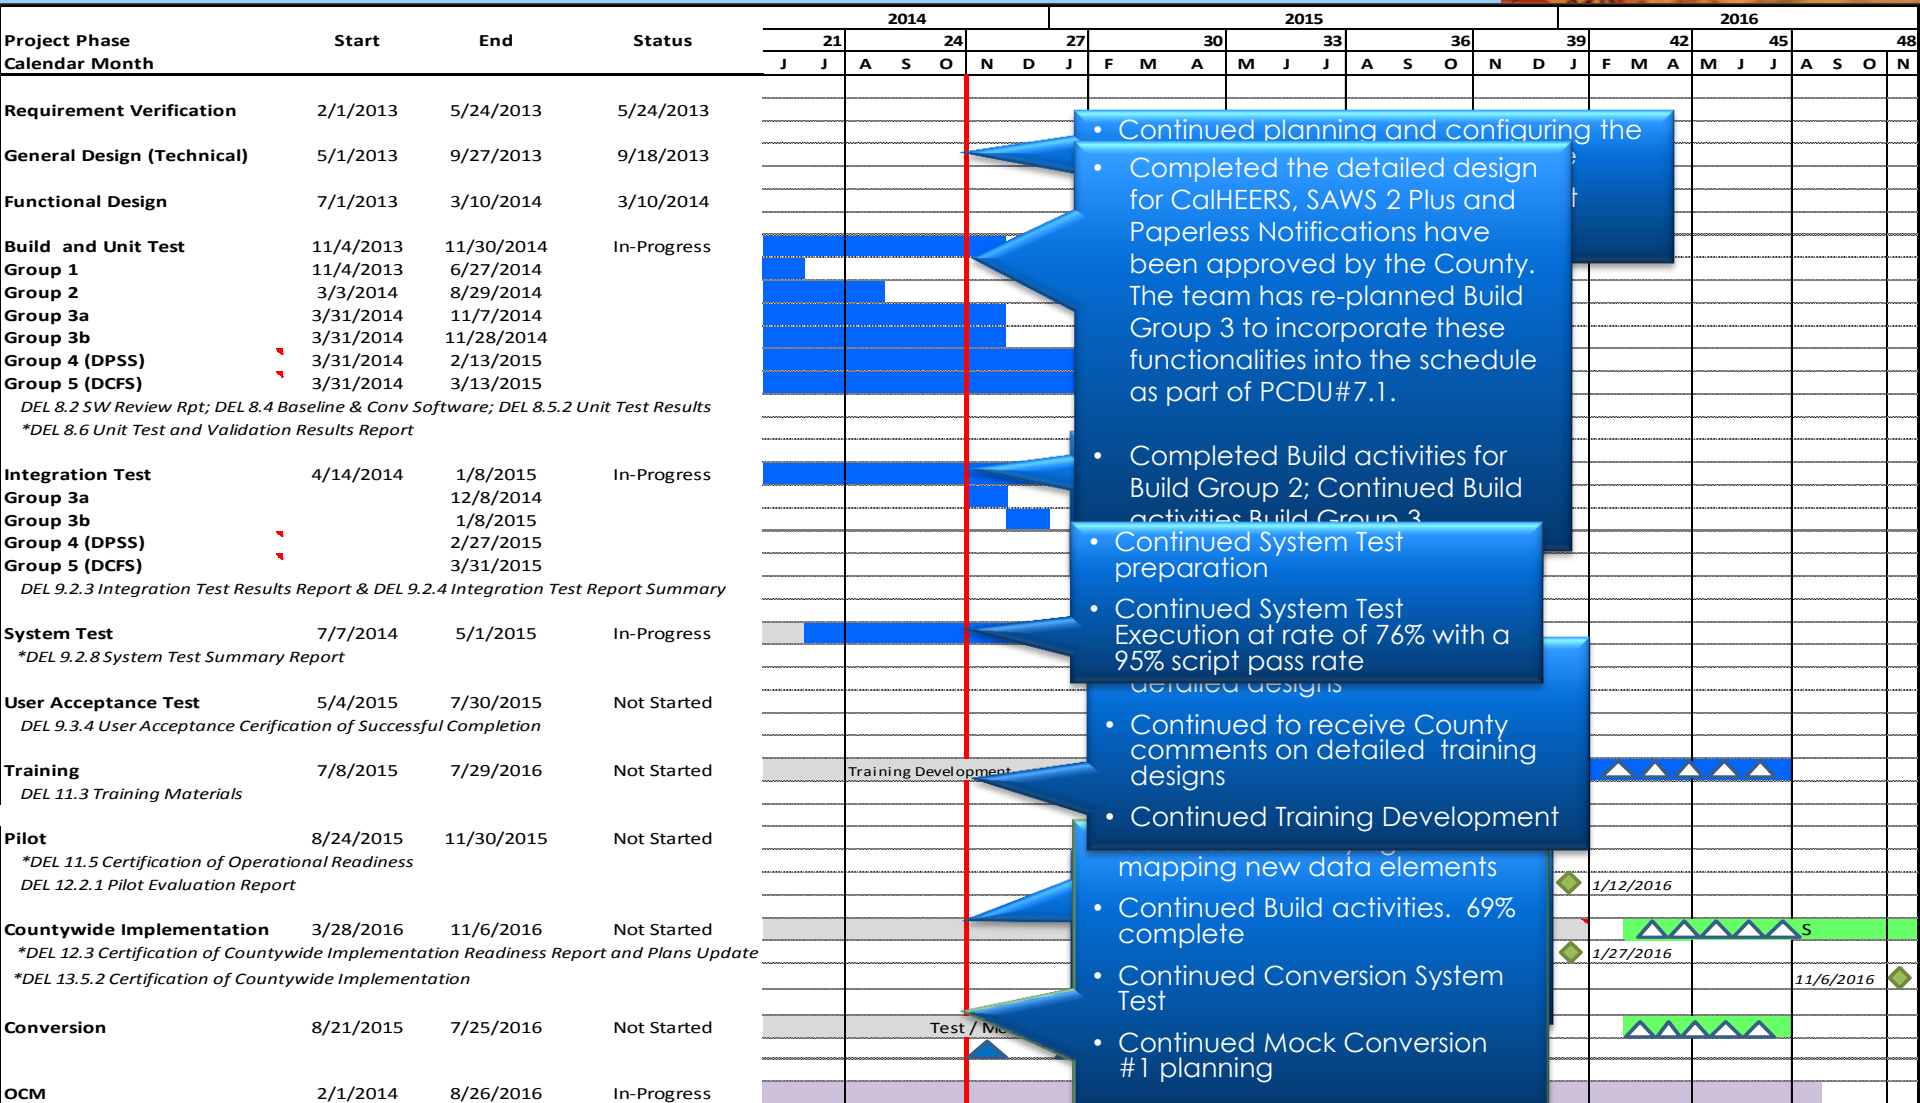 2014 2015 2016
Project Phase Start End Status 21 24 27 30 33 36 39 42 45 48
Calendar Month J J A S O N D J F M A M J J A S O N D J F M A M J J A S O N
Requirement Verification 2/1/2013 5/24/2013 5/24/2013
General Design (Technical) 5/1/2013 9/27/2013 9/18/2013
Functional Design 7/1/2013 3/10/2014 3/10/2014
Build and Unit Test 11/4/2013 11/30/2014 In-Progress
Group 1 11/4/2013 6/27/2014
Group 2 3/3/2014 8/29/2014
Group 3a 3/31/2014 11/7/2014
Group 3b 3/31/2014 11/28/2014
Group 4 (DPSS) 3/31/2014 2/13/2015
Group 5 (DCFS) 3/31/2014 3/13/2015
DEL 8.2 SW Review Rpt; DEL 8.4 Baseline & Conv Software; DEL 8.5.2 Unit Test Results
*DEL 8.6 Unit Test and Validation Results Report
Integration Test 4/14/2014 1/8/2015 In-Progress
Group 3a 12/8/2014
Group 3b 1/8/2015
Group 4 (DPSS) 2/27/2015
Group 5 (DCFS) 3/31/2015
DEL 9.2.3 Integration Test Results Report & DEL 9.2.4 Integration Test Report Summary
System Test 7/7/2014 5/1/2015 In-Progress
*DEL 9.2.8 System Test Summary Report
User Acceptance Test 5/4/2015 7/30/2015 Not Started
DEL 9.3.4 User Acceptance Cerification of Successful Completion
Training 7/8/2015 7/29/2016 Not Started
Training Development
DEL 11.3 Training Materials
Pilot 8/24/2015 11/30/2015 Not Started
*DEL 11.5 Certification of Operational Readiness
DEL 12.2.1 Pilot Evaluation Report
1/12/2016
Countywide Implementation 3/28/2016 11/6/2016 Not Started
S
*DEL 12.3 Certification of Countywide Implementation Readiness Report and Plans Update
1/27/2016
*DEL 13.5.2 Certification of Countywide Implementation
11/6/2016
Conversion 8/21/2015 7/25/2016 Not Started
Test /
OCM 2/1/2014 8/26/2016 In-Progress
• Continued planning and configuring the
• Completed the detailed design
for CalHEERS, SAWS 2 Plus and
Paperless Notifications have
been approved by the County.
The team has re-planned Build
Group 3 to incorporate these
functionalities into the schedule
as part of PCDU#7.1.
• Completed Build activities for
Build Group 2; Continued Build
activities Build Group 3
• Continued System Test
preparation
• Continued System Test
Execution at rate of 76% with a
95% script pass rate
detailed designs
• Continued to receive County
comments on detailed training
designs
• Continued Training Development
mapping new data elements
• Continued Build activities. 69%
complete
• Continued Conversion System
Test
• Continued Mock Conversion
#1 planning